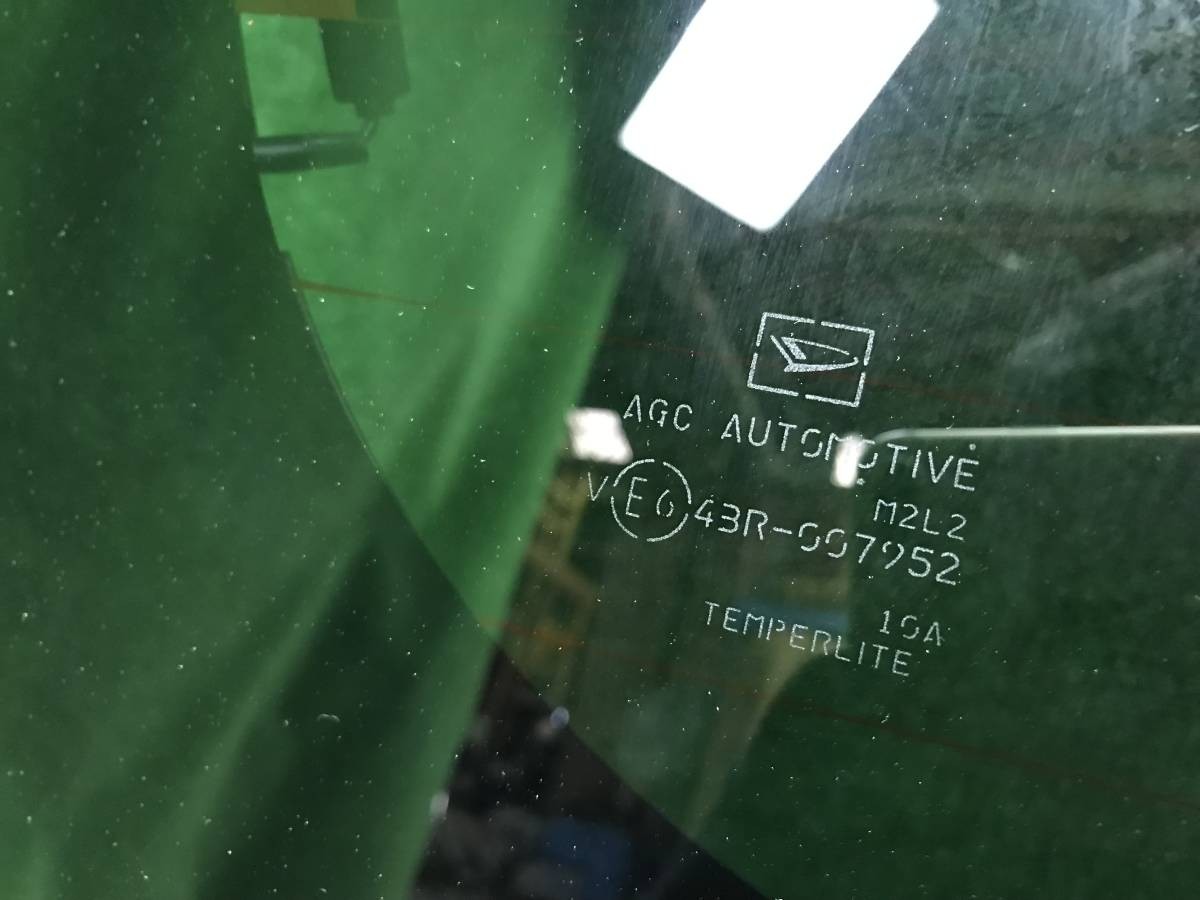 AGC AUTOMOTIVE
M2L2
V E6 43R-007952
10A
TEMPERLITE